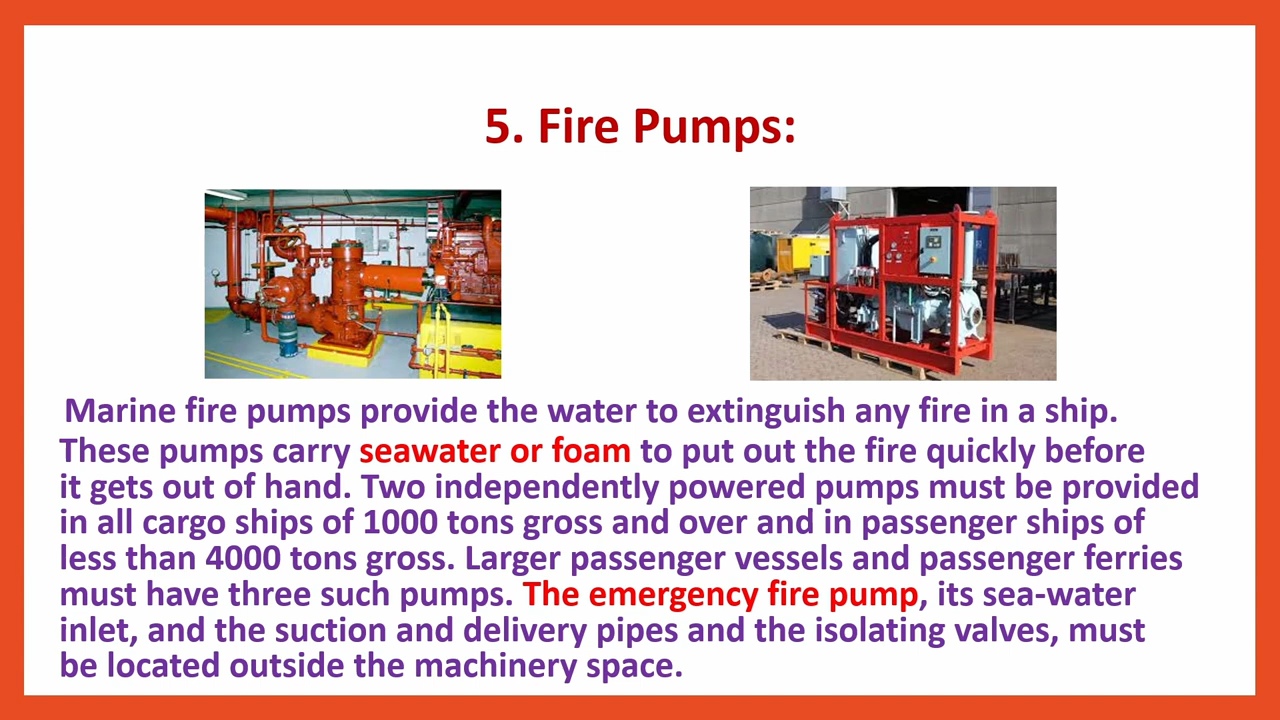 5. Fire Pumps:
Marine fire pumps provide the water to extinguish any fire in a ship.
These pumps carry seawater or foam to put out the fire quickly before
it gets out of hand. Two independently powered pumps must be provided
in all cargo ships of 1000 tons gross and over and in passenger ships of
less than 4000 tons gross. Larger passenger vessels and passenger ferries
must have three such pumps. The emergency fire pump, its sea-water
inlet, and the suction and delivery pipes and the isolating valves, must
be located outside the machinery space.